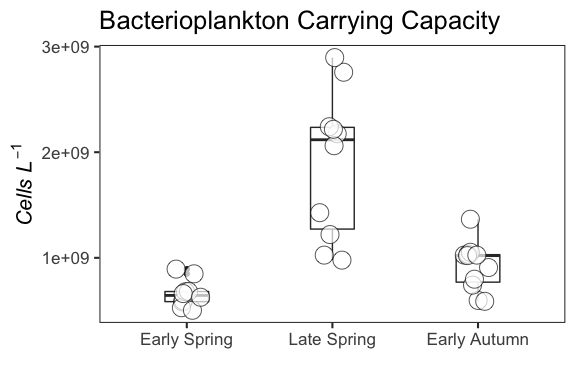 Bacterioplankton Carrying Capacity
3e+09
2e+09
1e+09
Cells L⁻¹
Early Spring Late Spring Early Autumn